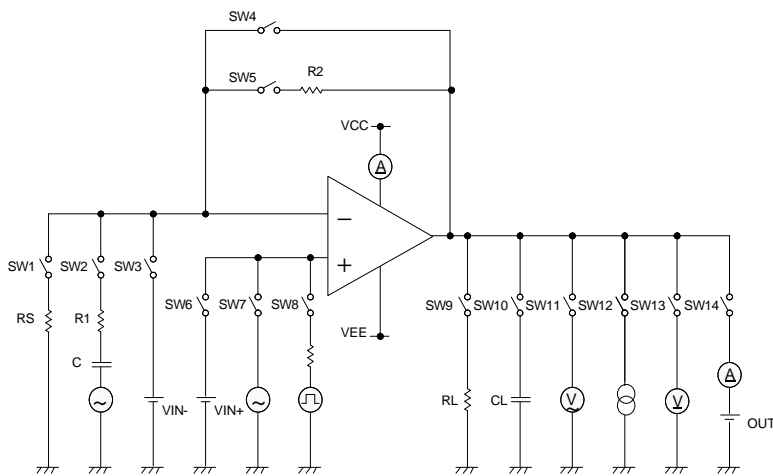 SW4
SW5 R2
VCC
A
− 
+
SW1 SW2 SW3
SW6 SW7 SW8
VEE
SW9 SW10 SW11 SW12 SW13 SW14
RS R1
C
VIN- VIN+
RL CL
V
V
A
OUT